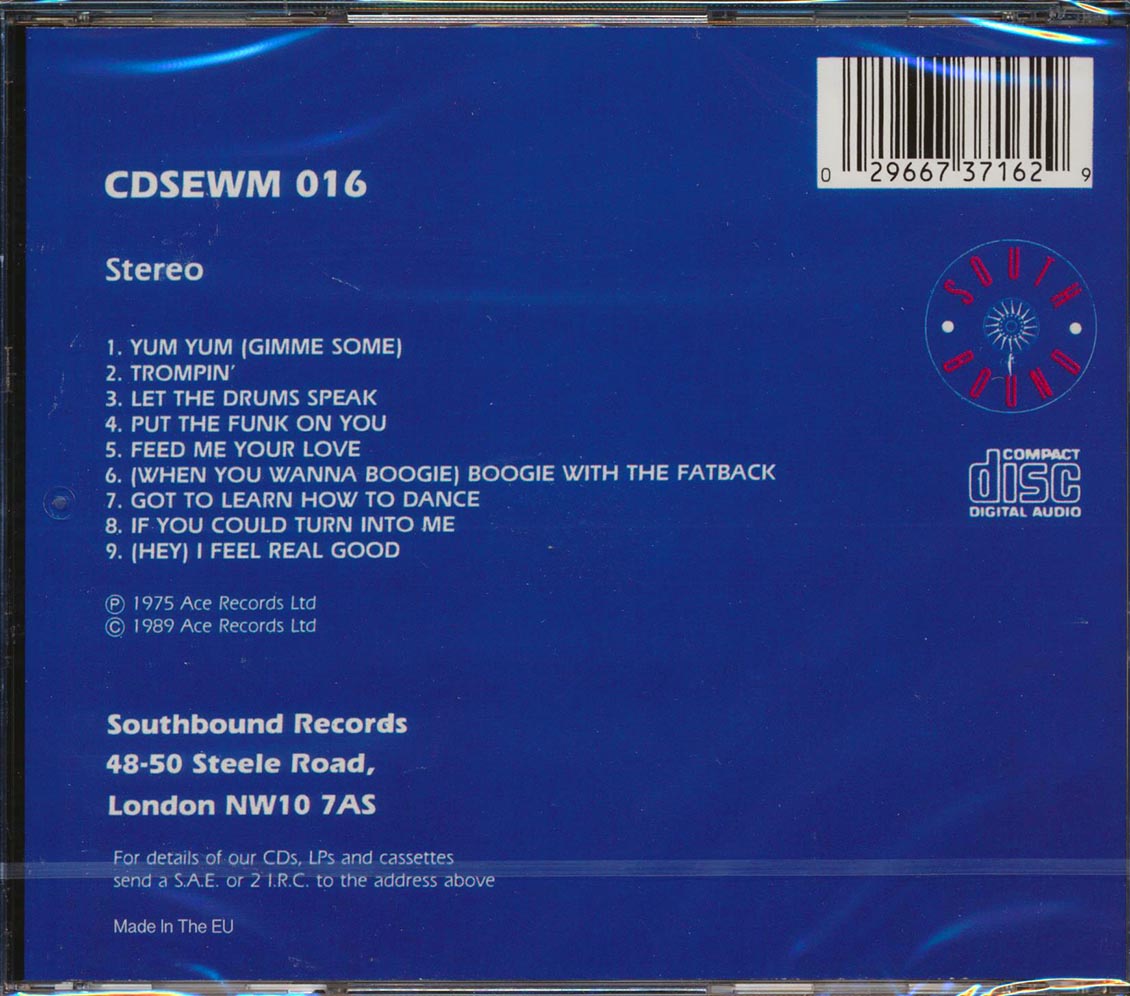 0 29667 37162 9
CDSEWM 016
SOUTH
BOUND
Stereo
1. YUM YUM (GIMME SOME)
2. TROMPIN'
3. LET THE DRUMS SPEAK
4. PUT THE FUNK ON YOU
5. FEED ME YOUR LOVE
6. (WHEN YOU WANNA BOOGIE) BOOGIE WITH THE FATBACK
7. GOT TO LEARN HOW TO DANCE
8. IF YOU COULD TURN INTO ME
9. (HEY) I FEEL REAL GOOD
COMPACT
disc
DIGITAL AUDIO
℗ 1975 Ace Records Ltd
© 1989 Ace Records Ltd
Southbound Records
48-50 Steele Road,
London NW10 7AS
For details of our CDs, LPs and cassettes
send a S.A.E. or 2 I.R.C. to the address above
Made In The EU